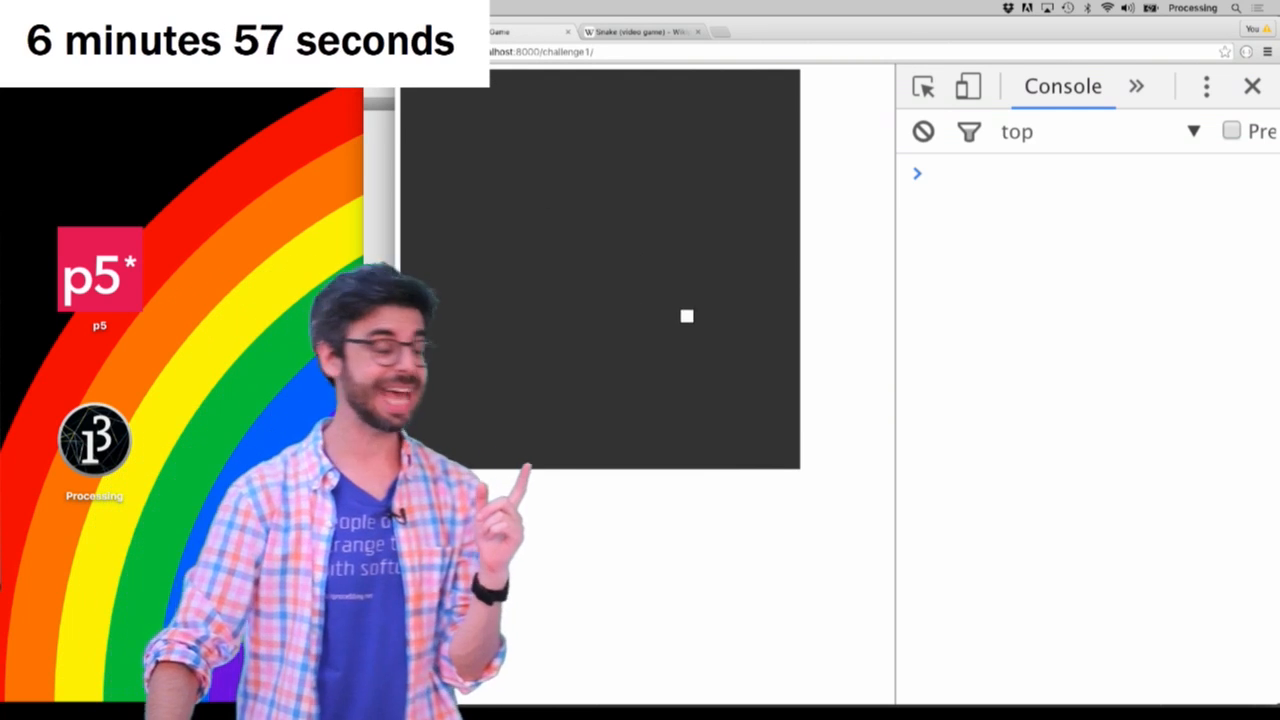 6 minutes 57 seconds
Processing
Game
Snake (video game) - Wiki
You
alhost:8000/challenge1/
Console
top
Pre
p5*
p5
Processing
ople o
range t
ith softw